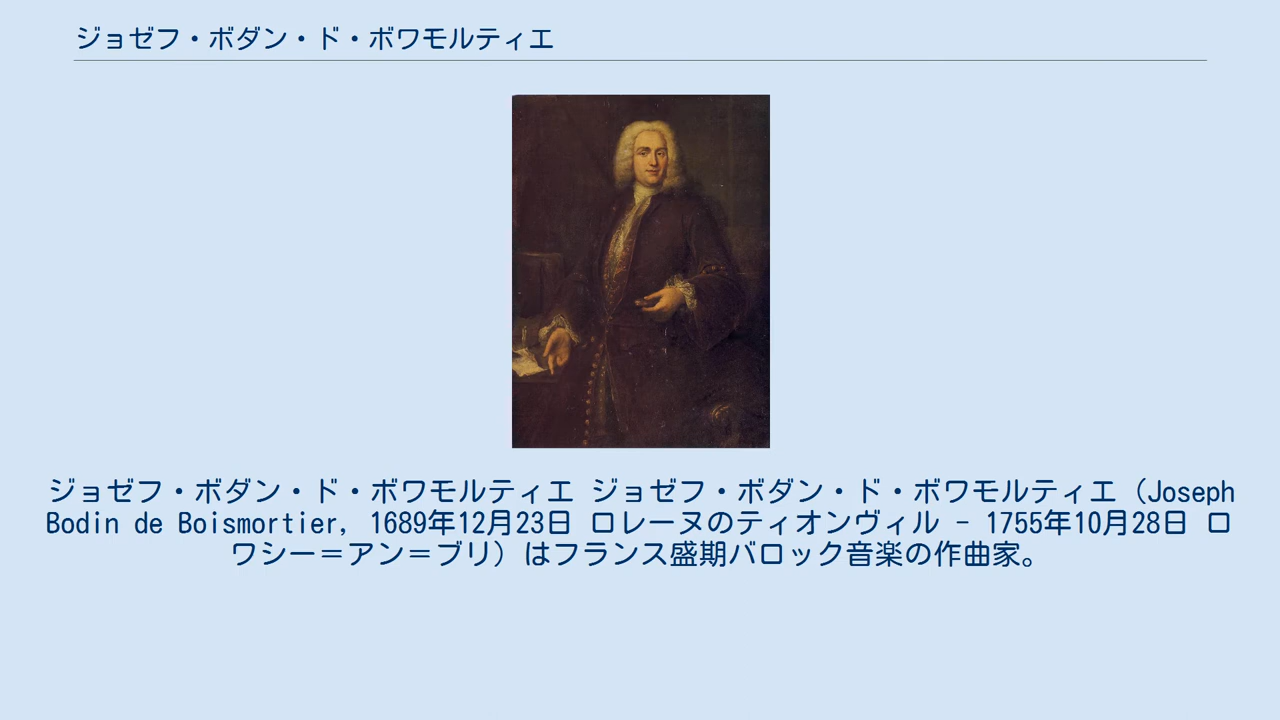 ジョゼフ・ボダン・ド・ボワモルティエ
ジョゼフ・ボダン・ド・ボワモルティエ ジョゼフ・ボダン・ド・ボワモルティエ（Joseph
Bodin de Boismortier, 1689年12月23日 ロレーヌのティオンヴィル - 1755年10月28日 ロ
ワシー＝アン＝ブリ）はフランス盛期バロック音楽の作曲家。